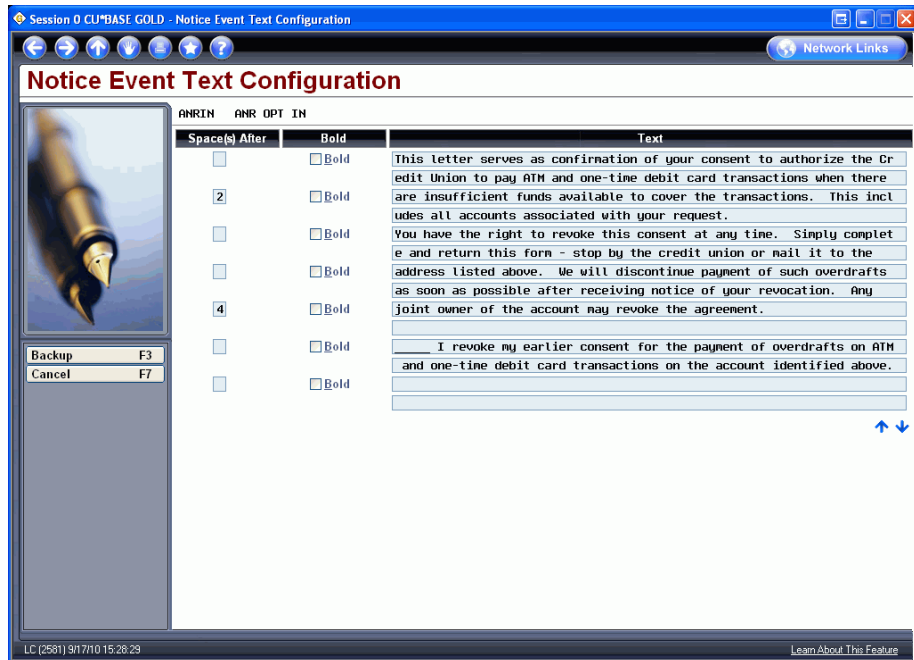 Session 0 CU*BASE GOLD - Notice Event Text Configuration
Network Links
Notice Event Text Configuration
ANRIN ANR OPT IN
Space(s) After Bold Text
Bold This letter serves as confirmation of your consent to authorize the Cr
edit Union to pay ATM and one-time debit card transactions when there
2 Bold are insufficient funds available to cover the transactions. This incl
udes all accounts associated with your request.
Bold You have the right to revoke this consent at any time. Simply complet
e and return this form - stop by the credit union or mail it to the
Bold address listed above. We will discontinue payment of such overdrafts
as soon as possible after receiving notice of your revocation. Any
4 Bold joint owner of the account may revoke the agreement.
Bold _____ I revoke my earlier consent for the payment of overdrafts on ATM
and one-time debit card transactions on the account identified above.
Bold
Backup F3
Cancel F7
LC (2581) 9/17/10 15:28:29
Learn About This Feature